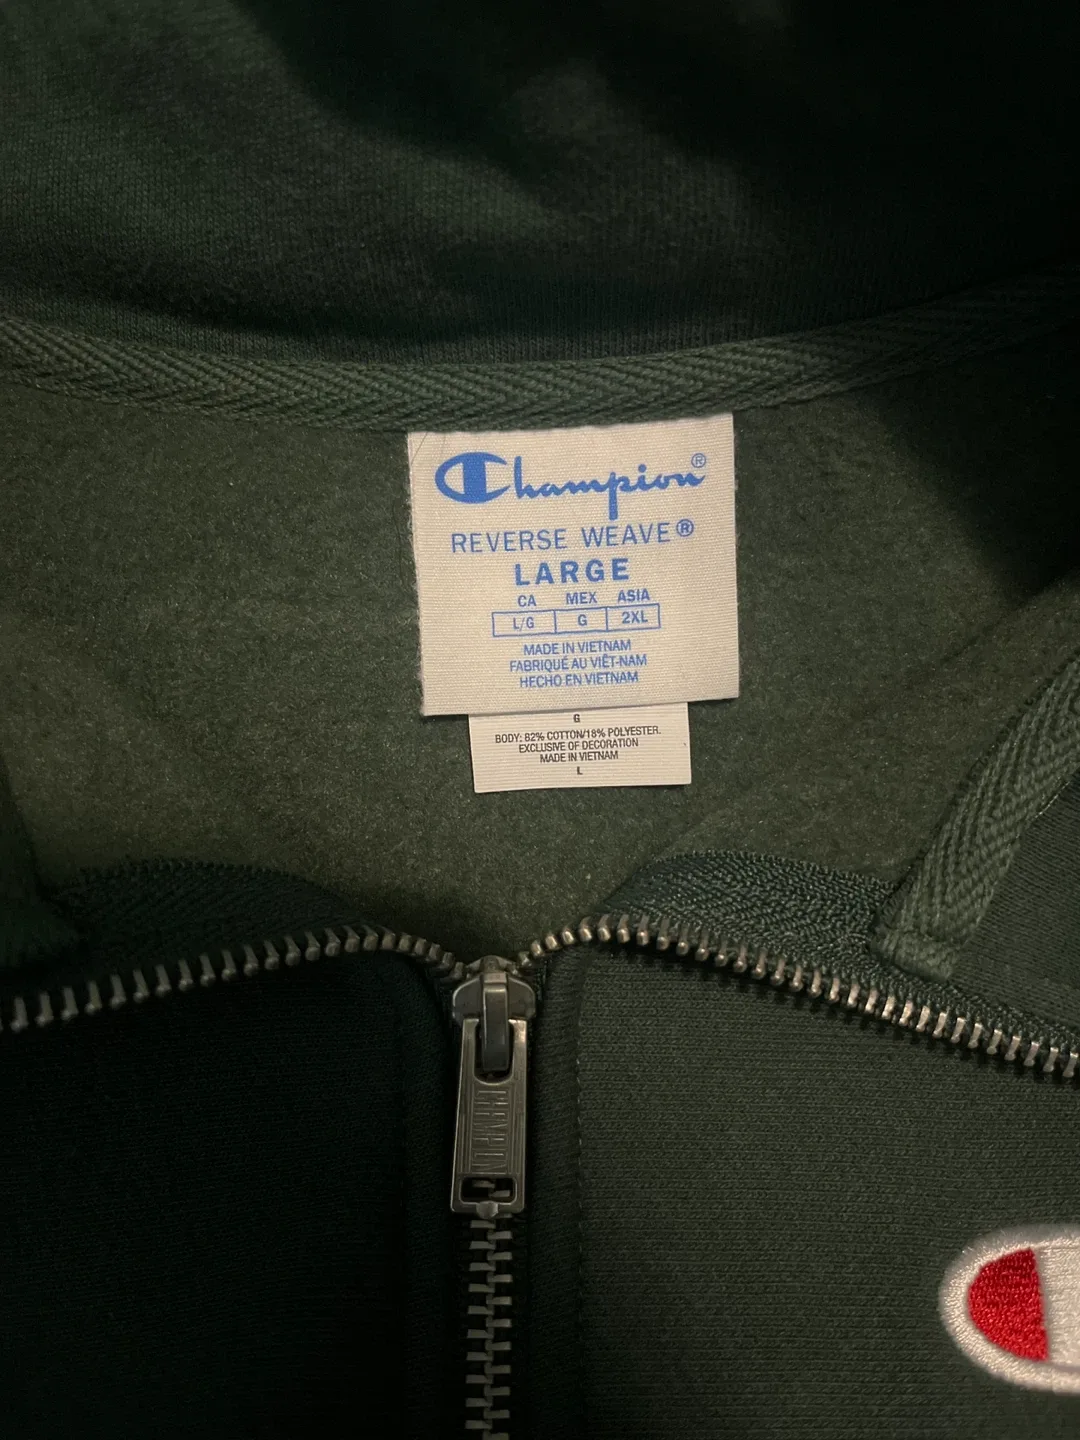 Champion®
REVERSE WEAVE®
LARGE
CA MEX ASIA
L/G G 2XL
MADE IN VIETNAM
FABRIQUÉ AU VIÊT-NAM
HECHO EN VIETNAM
G
BODY: 82% COTTON/18% POLYESTER.
EXCLUSIVE OF DECORATION
MADE IN VIETNAM
L
CHAMPION